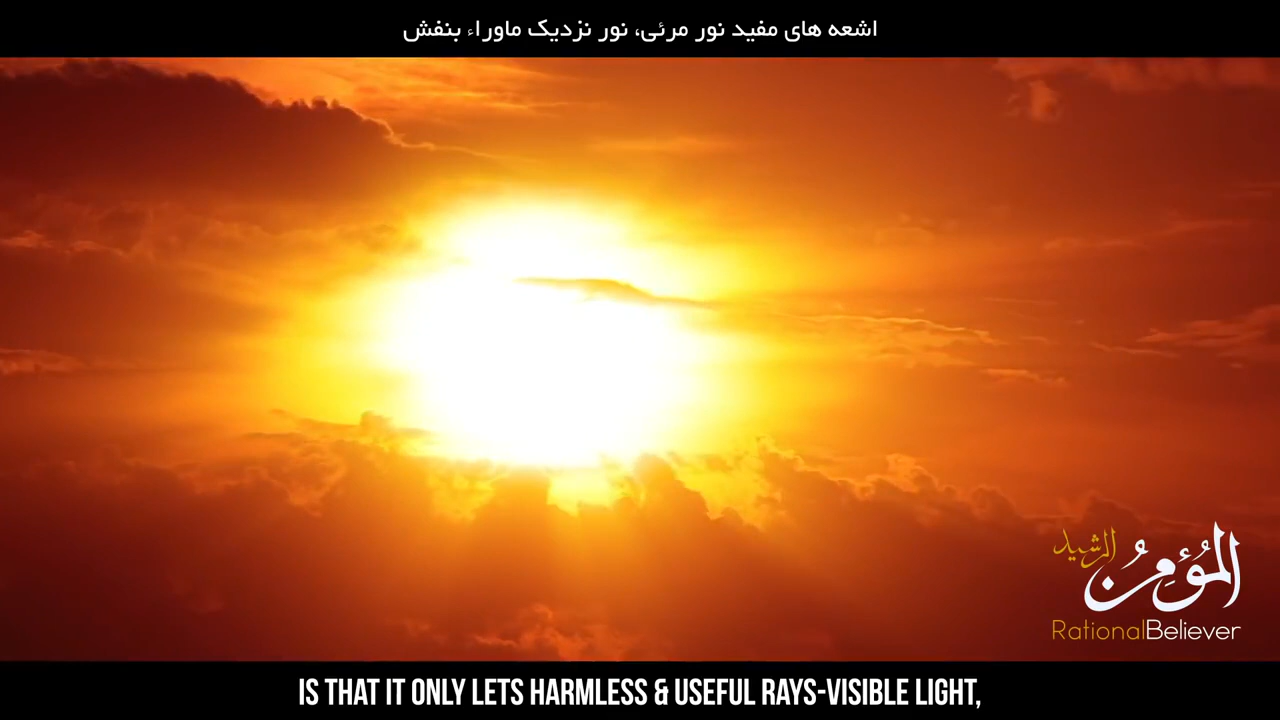 اشعه های مفید نور مرئی، نور نزدیک ماوراء بنفش
المؤمن الرشيد
RationalBeliever
IS THAT IT ONLY LETS HARMLESS & USEFUL RAYS-VISIBLE LIGHT,